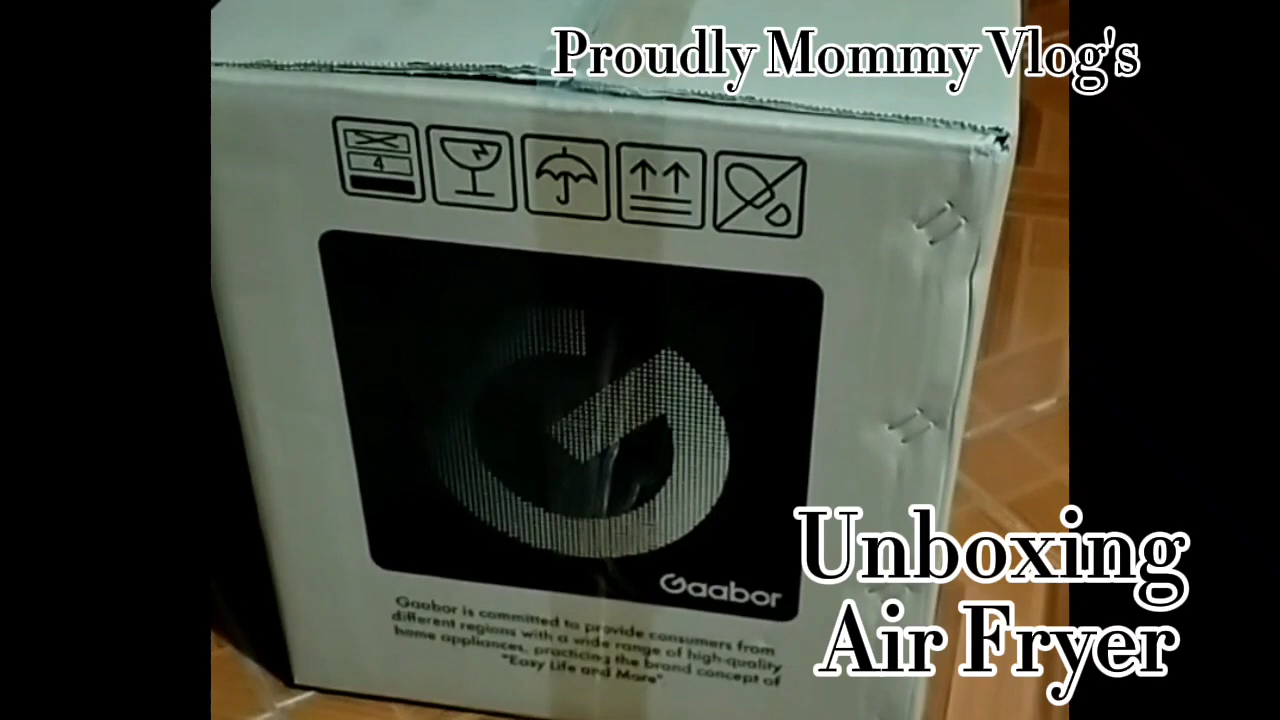 Proudly Mommy Vlog's
4
Gaabor
Gaabor is committed to provide consumers from
different regions with a wide range of high-quality
home appliances, practicing the brand concept of
"Easy Life and More"
Unboxing
Air Fryer